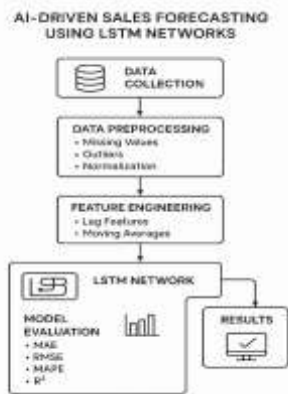 AI-DRIVEN SALES FORECASTING
USING LSTM NETWORKS
DATA
COLLECTION
DATA PREPROCESSING
• Missing Values
• Outliers
• Normalization
FEATURE ENGINEERING
• Lag Features
• Moving Averages
LSTM NETWORK
MODEL
EVALUATION
• MAE
• RMSE
• MAPE
• R²
RESULTS